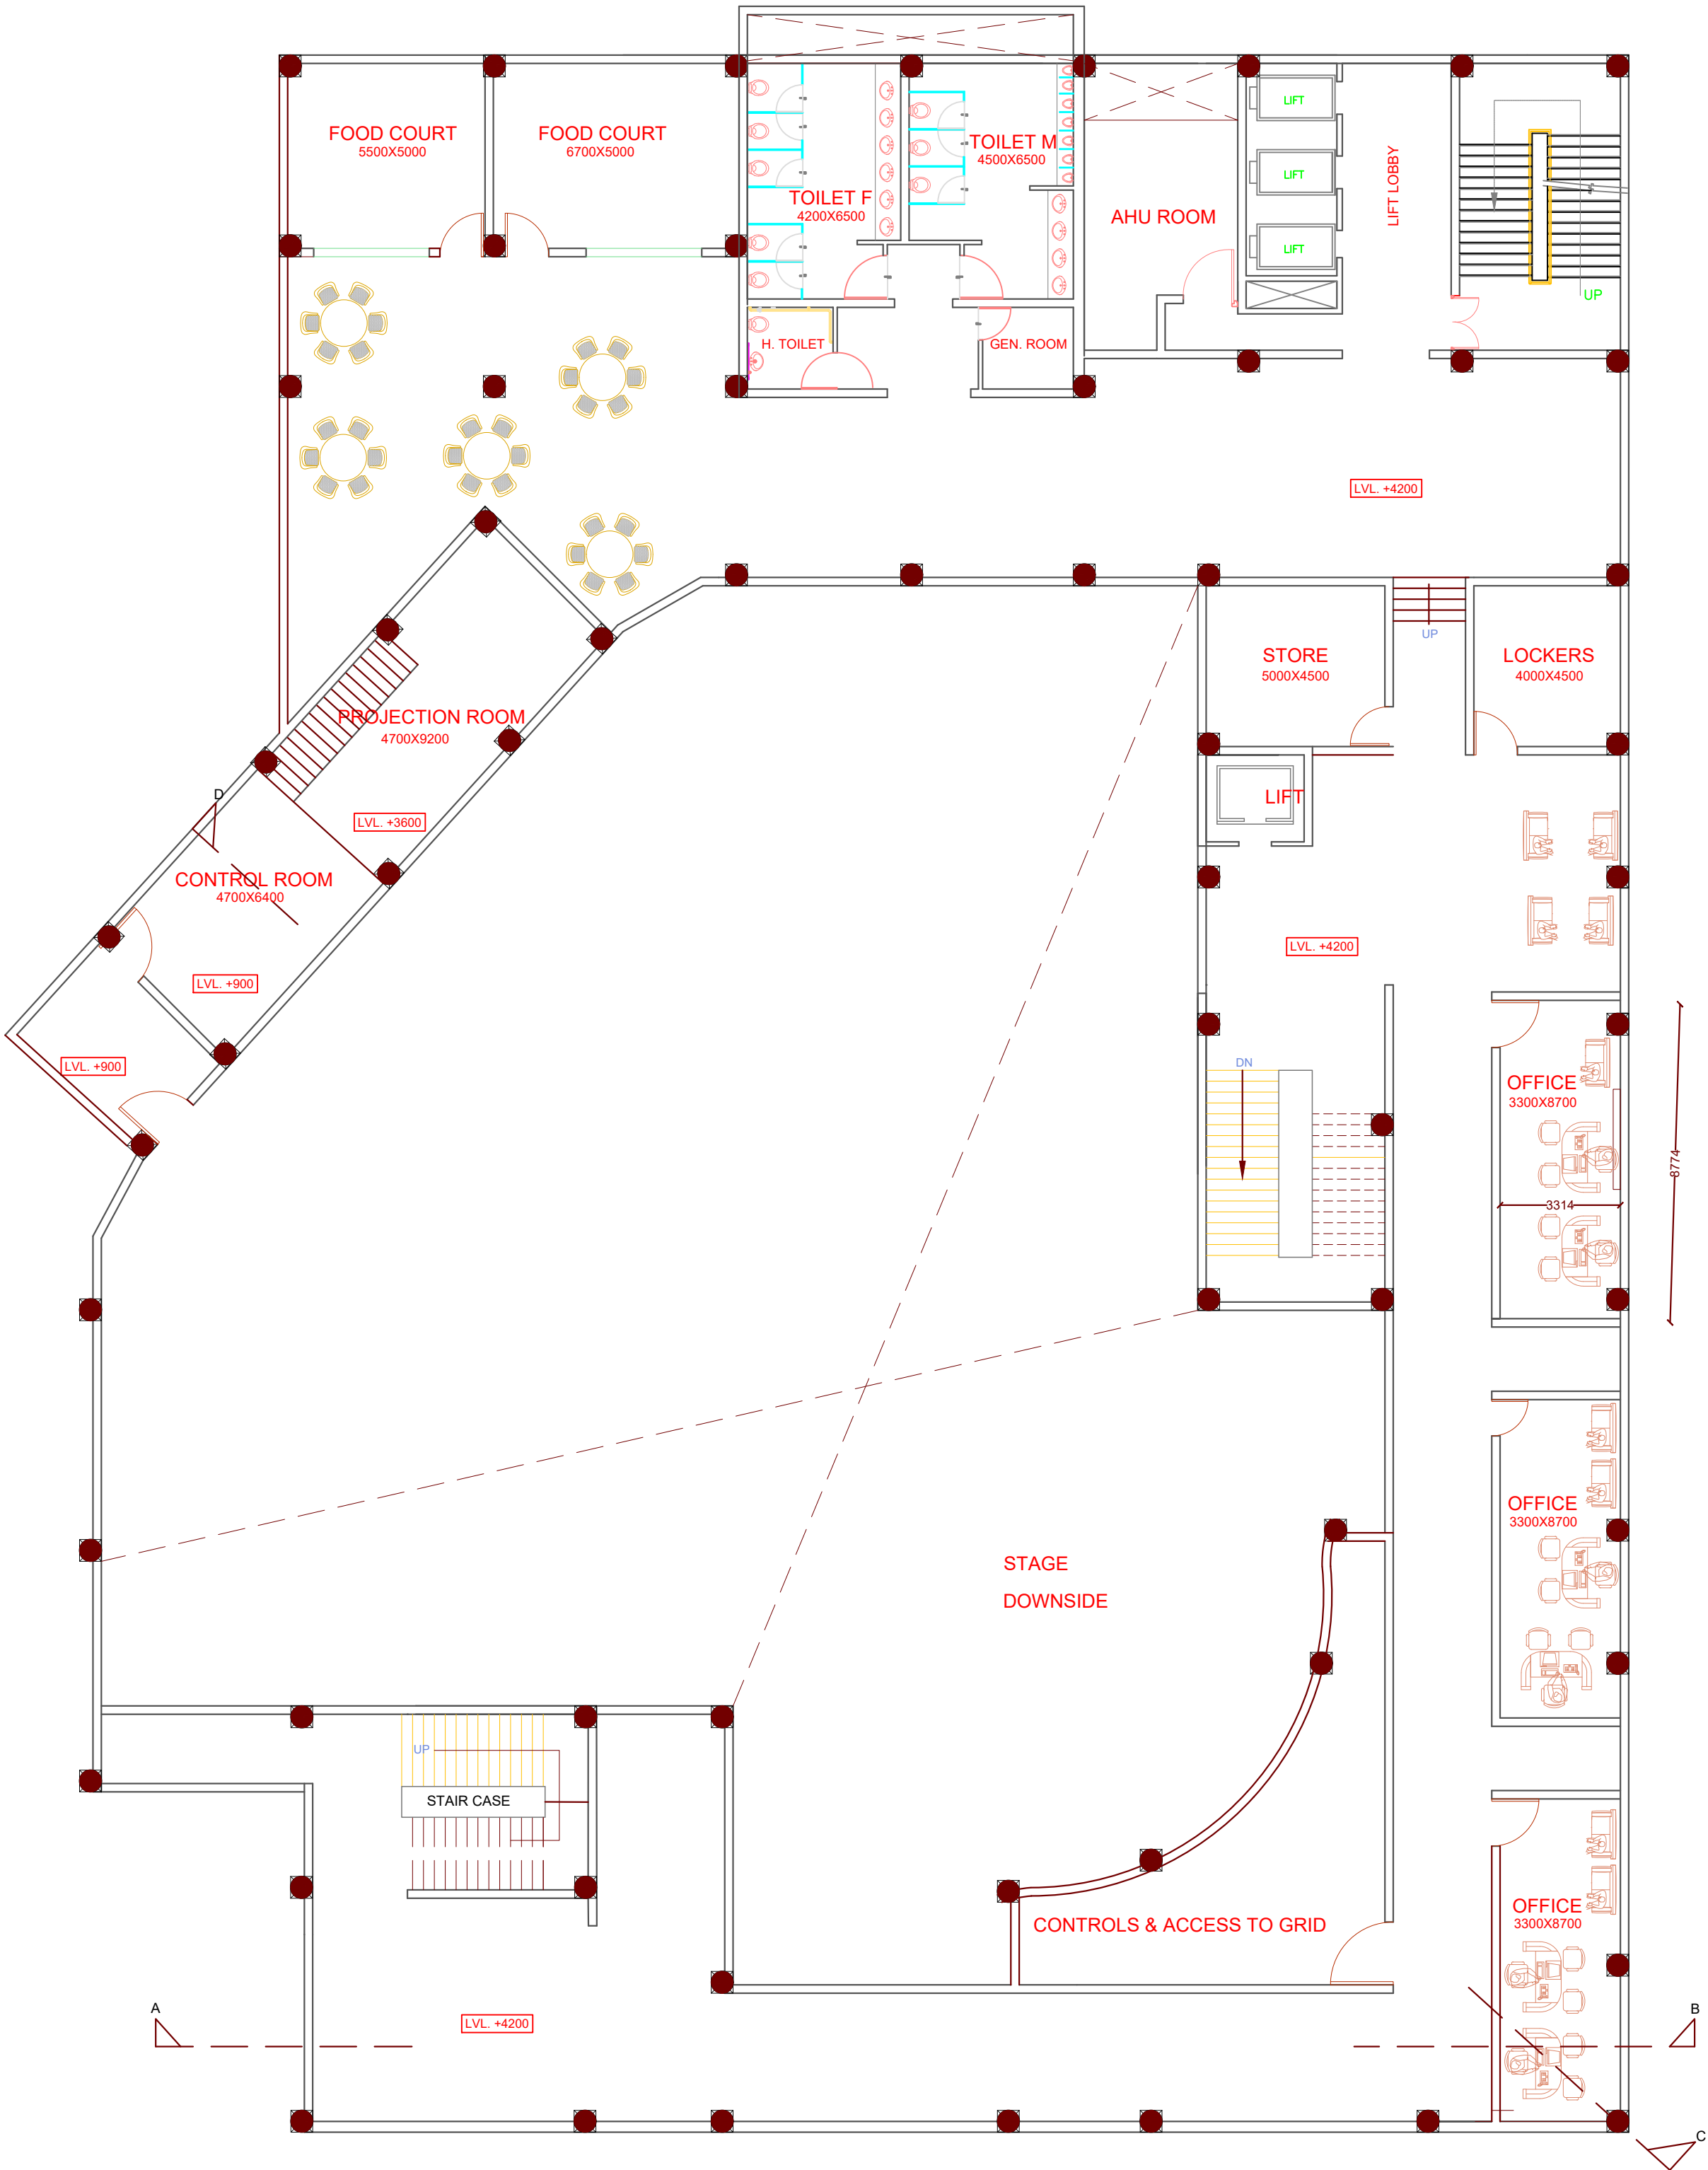 FOOD COURT
5500X5000
FOOD COURT
6700X5000
TOILET F
4200X6500
TOILET M
4500X6500
AHU ROOM
LIFT
LIFT
LIFT
LIFT LOBBY
UP
H. TOILET
GEN. ROOM
LVL. +4200
STORE
5000X4500
UP
LOCKERS
4000X4500
PROJECTION ROOM
4700X9200
LVL. +3600
LIFT
D
CONTROL ROOM
4700X6400
LVL. +900
LVL. +900
LVL. +4200
DN
OFFICE
3300X8700
8774
3314
OFFICE
3300X8700
STAGE
DOWNSIDE
UP
STAIR CASE
OFFICE
3300X8700
CONTROLS & ACCESS TO GRID
A
LVL. +4200
B
C